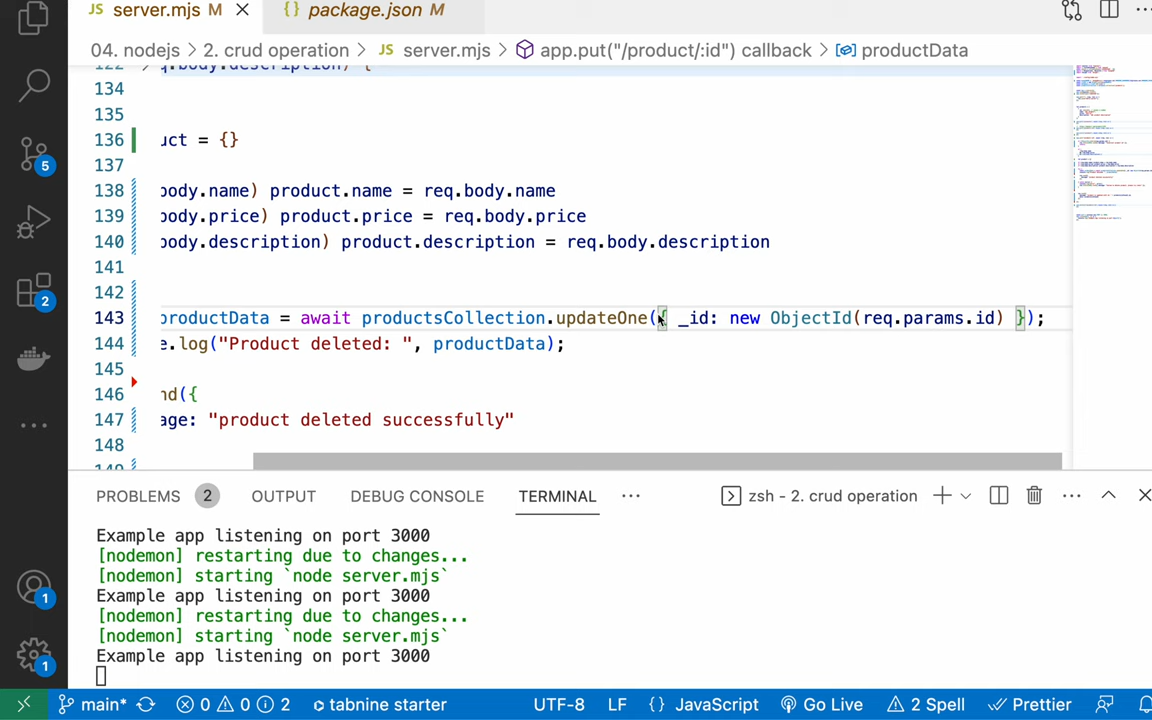 JS server.mjs M × {} package.json M
04. nodejs > 2. crud operation > JS server.mjs > app.put("/product/:id") callback > productData
122 q.body.description) {
134
135
136 uct = {}
137
138 body.name) product.name = req.body.name
139 body.price) product.price = req.body.price
140 body.description) product.description = req.body.description
141
142
143 productData = await productsCollection.updateOne({ _id: new ObjectId(req.params.id) });
144 e.log("Product deleted: ", productData);
145
146 nd({
147 age: "product deleted successfully"
148
149
PROBLEMS 2 OUTPUT DEBUG CONSOLE TERMINAL ··· zsh - 2. crud operation
Example app listening on port 3000
[nodemon] restarting due to changes...
[nodemon] starting `node server.mjs`
Example app listening on port 3000
[nodemon] restarting due to changes...
[nodemon] starting `node server.mjs`
Example app listening on port 3000
5
2
1
1
main* 0 0 2 tabnine starter UTF-8 LF {} JavaScript Go Live 2 Spell Prettier